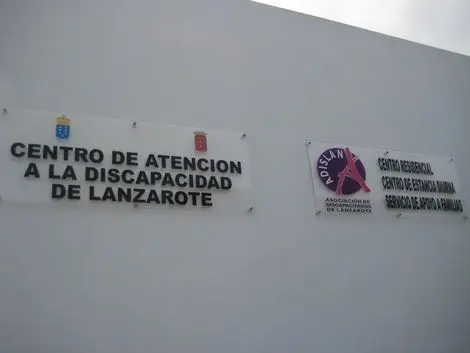 CENTRO DE ATENCION
A LA DISCAPACIDAD
DE LANZAROTE
ADISLAN
ASOCIACIÓN DE
DISCAPACITADOS
DE LANZAROTE
CENTRO RESIDENCIAL
CENTRO DE ESTANCIA DIURNA
SERVICIO DE APOYO A FAMILIAS